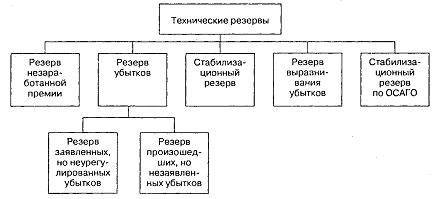 Технические резервы
Резерв
незара-
ботанной
премии
Резерв
убытков
Стабилиза-
ционный
резерв
Резерв
выразни-
вания
убытков
Стабилиза-
ционный
резерв
по ОСАГО
Резерв
заявленных,
но неурегу-
лированных
убытков
Резерв
произошед-
ших, но
незаявлен-
ных убытков